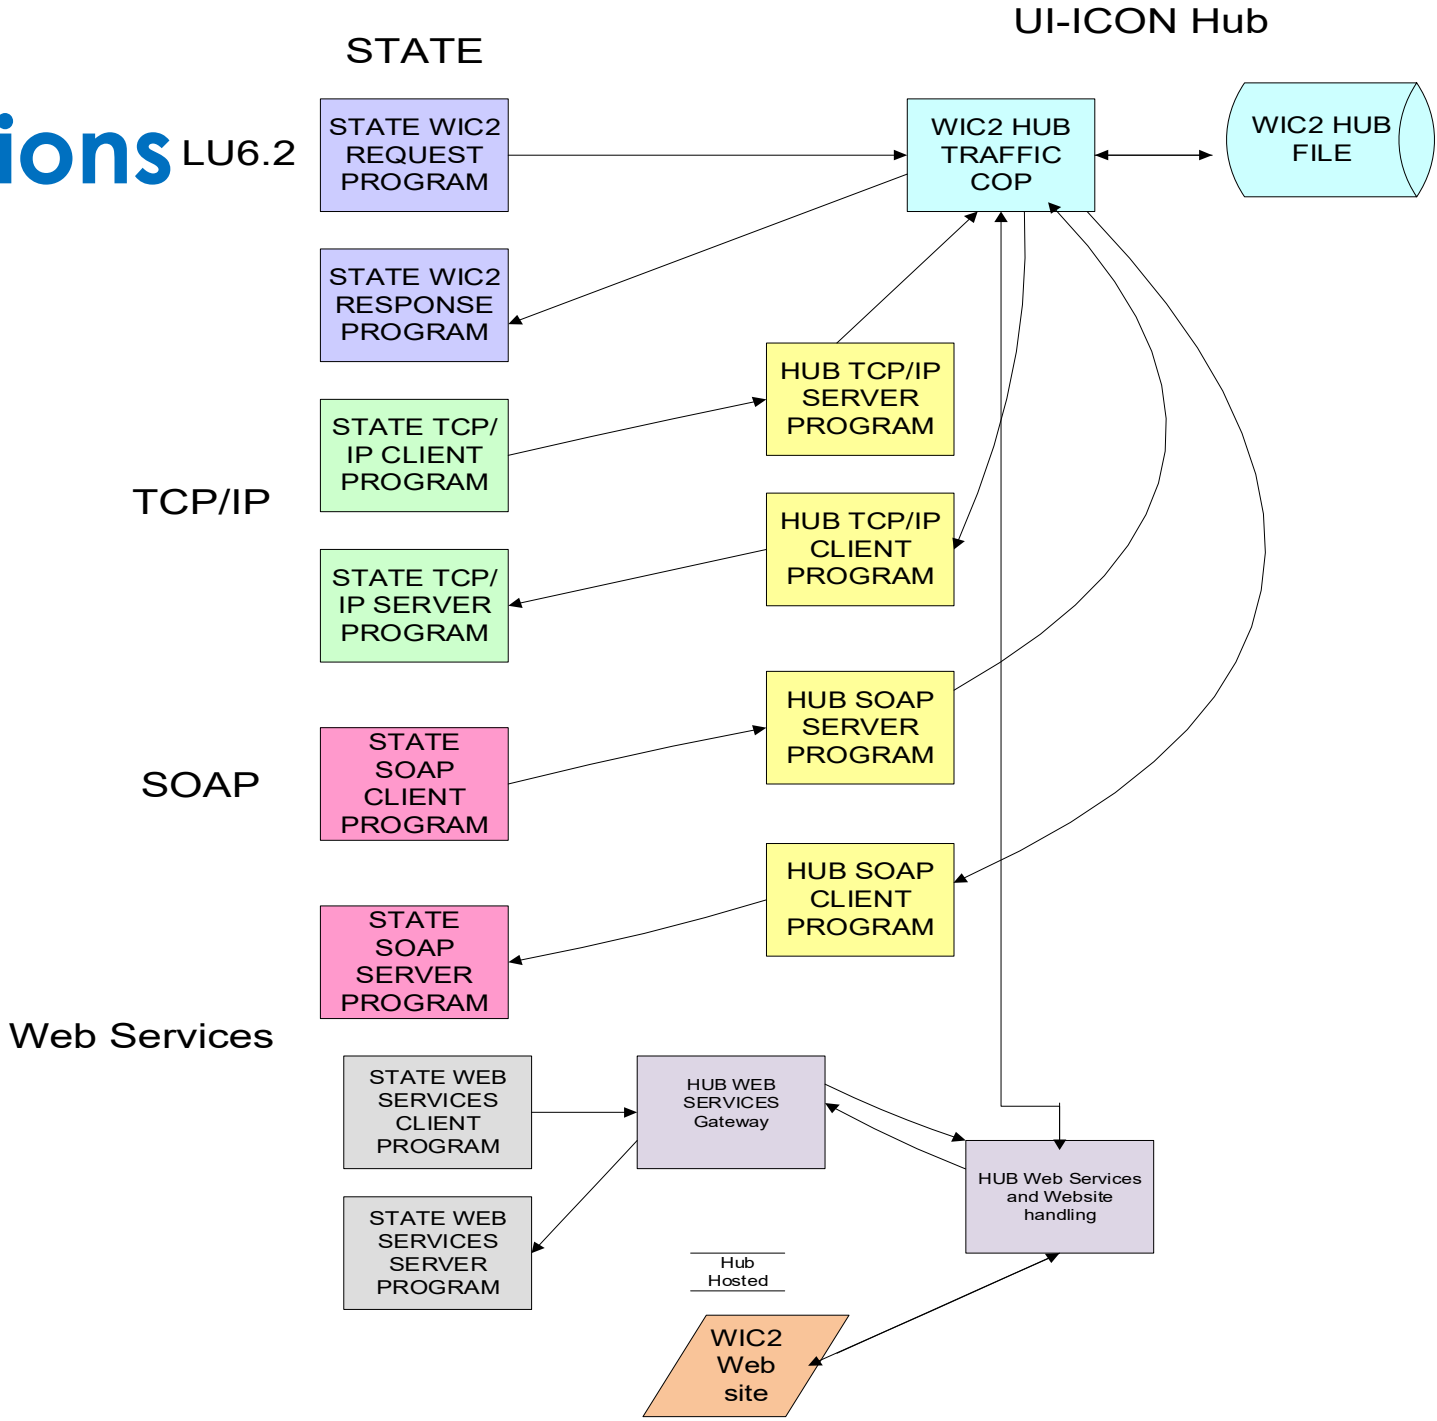 UI-ICON Hub
STATE
ions
LU6.2
STATE WIC2
REQUEST
PROGRAM
WIC2 HUB
TRAFFIC
COP
WIC2 HUB
FILE
STATE WIC2
RESPONSE
PROGRAM
HUB TCP/IP
SERVER
PROGRAM
STATE TCP/
IP CLIENT
PROGRAM
TCP/IP
HUB TCP/IP
CLIENT
PROGRAM
STATE TCP/
IP SERVER
PROGRAM
HUB SOAP
SERVER
PROGRAM
STATE
SOAP
CLIENT
PROGRAM
SOAP
HUB SOAP
CLIENT
PROGRAM
STATE
SOAP
SERVER
PROGRAM
Web Services
STATE WEB
SERVICES
CLIENT
PROGRAM
HUB WEB
SERVICES
Gateway
HUB Web Services
and Website
handling
STATE WEB
SERVICES
SERVER
PROGRAM
Hub
Hosted
WIC2
Web
site